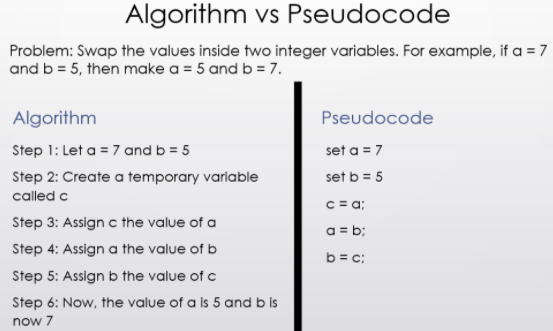 Algorithm vs Pseudocode
Problem: Swap the values inside two integer variables. For example, if a = 7
and b = 5, then make a = 5 and b = 7.
Algorithm
Step 1: Let a = 7 and b = 5
Step 2: Create a temporary variable
called c
Step 3: Assign c the value of a
Step 4: Assign a the value of b
Step 5: Assign b the value of c
Step 6: Now, the value of a is 5 and b is
now 7
Pseudocode
set a = 7
set b = 5
c = a;
a = b;
b = c;